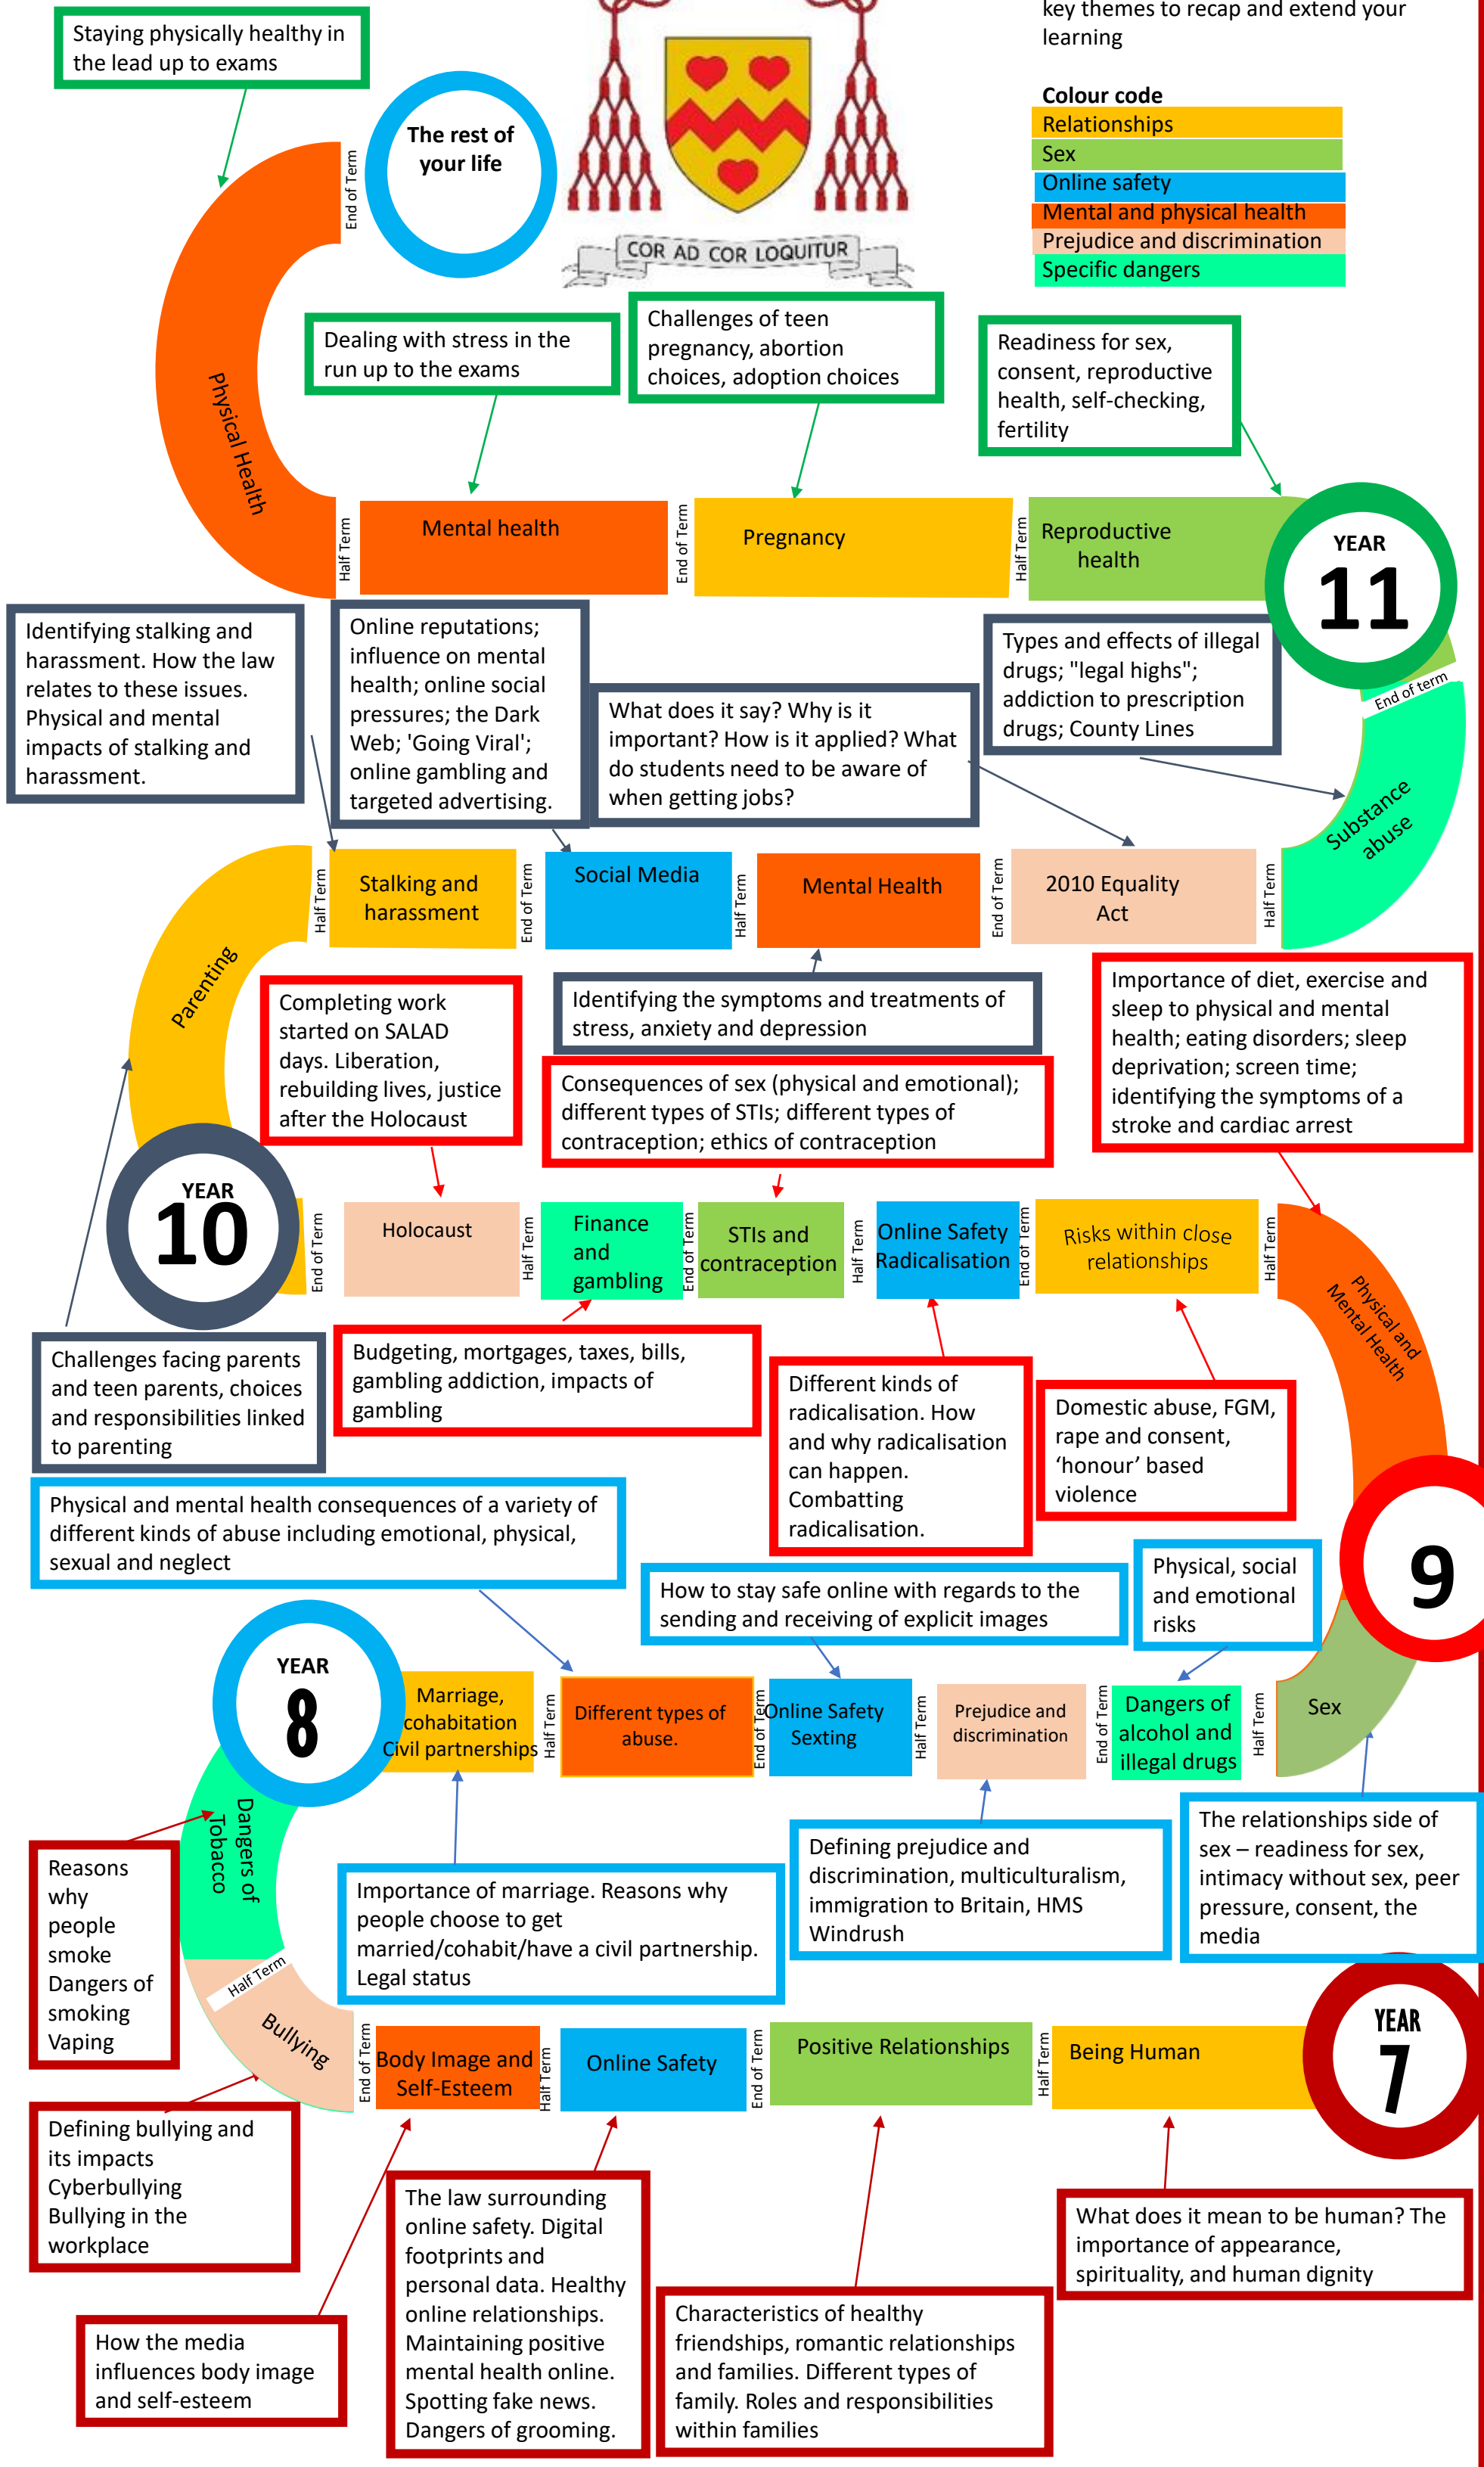 key themes to recap and extend your
learning
Colour code
Relationships
Sex
Online safety
Mental and physical health
Prejudice and discrimination
Specific dangers
Staying physically healthy in
the lead up to exams
The rest of
your life
End of Term
COR AD COR LOQUITUR
Dealing with stress in the
run up to the exams
Challenges of teen
pregnancy, abortion
choices, adoption choices
Readiness for sex,
consent, reproductive
health, self-checking,
fertility
Physical Health
Half Term
Mental health
End of Term
Pregnancy
Half Term
Reproductive
health
YEAR
11
Identifying stalking and
harassment. How the law
relates to these issues.
Physical and mental
impacts of stalking and
harassment.
Online reputations;
influence on mental
health; online social
pressures; the Dark
Web; 'Going Viral';
online gambling and
targeted advertising.
What does it say? Why is it
important? How is it applied? What
do students need to be aware of
when getting jobs?
Types and effects of illegal
drugs; "legal highs";
addiction to prescription
drugs; County Lines
End of term
Substance
abuse
Parenting
Half Term
Stalking and
harassment
End of Term
Social Media
Half Term
Mental Health
End of Term
2010 Equality
Act
Half Term
Completing work
started on SALAD
days. Liberation,
rebuilding lives, justice
after the Holocaust
Identifying the symptoms and treatments of
stress, anxiety and depression
Consequences of sex (physical and emotional);
different types of STIs; different types of
contraception; ethics of contraception
Importance of diet, exercise and
sleep to physical and mental
health; eating disorders; sleep
deprivation; screen time;
identifying the symptoms of a
stroke and cardiac arrest
YEAR
10
End of Term
Holocaust
Half Term
Finance
and
gambling
End of Term
STIs and
contraception
Half Term
Online Safety
Radicalisation
End of Term
Risks within close
relationships
Half Term
Physical and
Mental Health
Challenges facing parents
and teen parents, choices
and responsibilities linked
to parenting
Budgeting, mortgages, taxes, bills,
gambling addiction, impacts of
gambling
Different kinds of
radicalisation. How
and why radicalisation
can happen.
Combatting
radicalisation.
Domestic abuse, FGM,
rape and consent,
‘honour’ based
violence
Physical and mental health consequences of a variety of
different kinds of abuse including emotional, physical,
sexual and neglect
How to stay safe online with regards to the
sending and receiving of explicit images
Physical, social
and emotional
risks
9
YEAR
8
Marriage,
cohabitation
Civil partnerships
Half Term
Different types of
abuse.
End of Term
Online Safety
Sexting
Half Term
Prejudice and
discrimination
End of Term
Dangers of
alcohol and
illegal drugs
Half Term
Sex
Dangers of
Tobacco
Reasons
why
people
smoke
Dangers of
smoking
Vaping
Importance of marriage. Reasons why
people choose to get
married/cohabit/have a civil partnership.
Legal status
Defining prejudice and
discrimination, multiculturalism,
immigration to Britain, HMS
Windrush
The relationships side of
sex – readiness for sex,
intimacy without sex, peer
pressure, consent, the
media
Half Term
Bullying
End of Term
Body Image and
Self-Esteem
Half Term
Online Safety
End of Term
Positive Relationships
Half Term
Being Human
YEAR
7
Defining bullying and
its impacts
Cyberbullying
Bullying in the
workplace
How the media
influences body image
and self-esteem
The law surrounding
online safety. Digital
footprints and
personal data. Healthy
online relationships.
Maintaining positive
mental health online.
Spotting fake news.
Dangers of grooming.
Characteristics of healthy
friendships, romantic relationships
and families. Different types of
family. Roles and responsibilities
within families
What does it mean to be human? The
importance of appearance,
spirituality, and human dignity